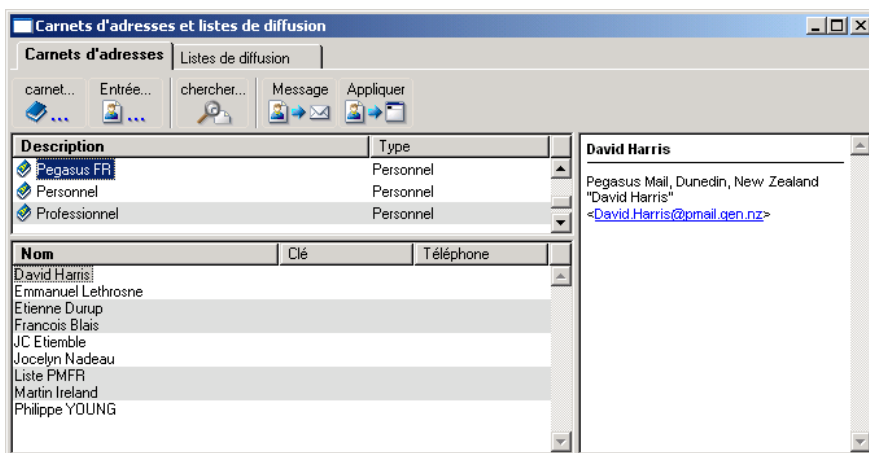 Carnets d'adresses et listes de diffusion
Carnets d'adresses Listes de diffusion
carnet... Entrée... chercher... Message Appliquer
Description Type
Pegasus FR Personnel
Personnel Personnel
Professionnel Personnel
Nom Clé Téléphone
David Harris
Emmanuel Lethrosne
Etienne Durup
Francois Blais
JC Etiemble
Jocelyn Nadeau
Liste PMFR
Martin Ireland
Philippe YOUNG
David Harris
Pegasus Mail, Dunedin, New Zealand
"David Harris"
<David.Harris@pmail.gen.nz>